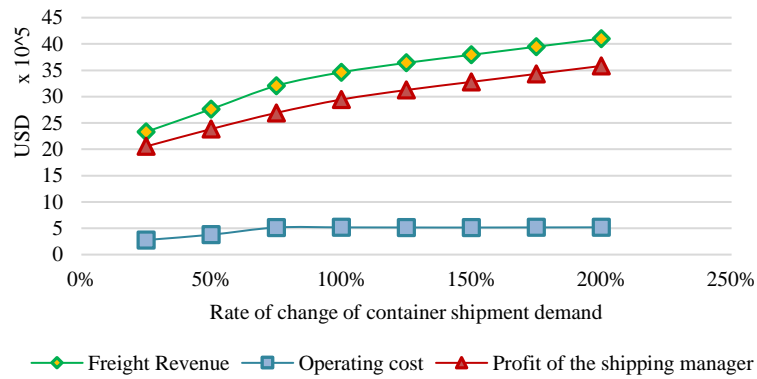 USD x 10^5
45
40
35
30
25
20
15
10
5
0
0% 50% 100% 150% 200% 250%
Rate of change of container shipment demand
Freight Revenue Operating cost Profit of the shipping manager